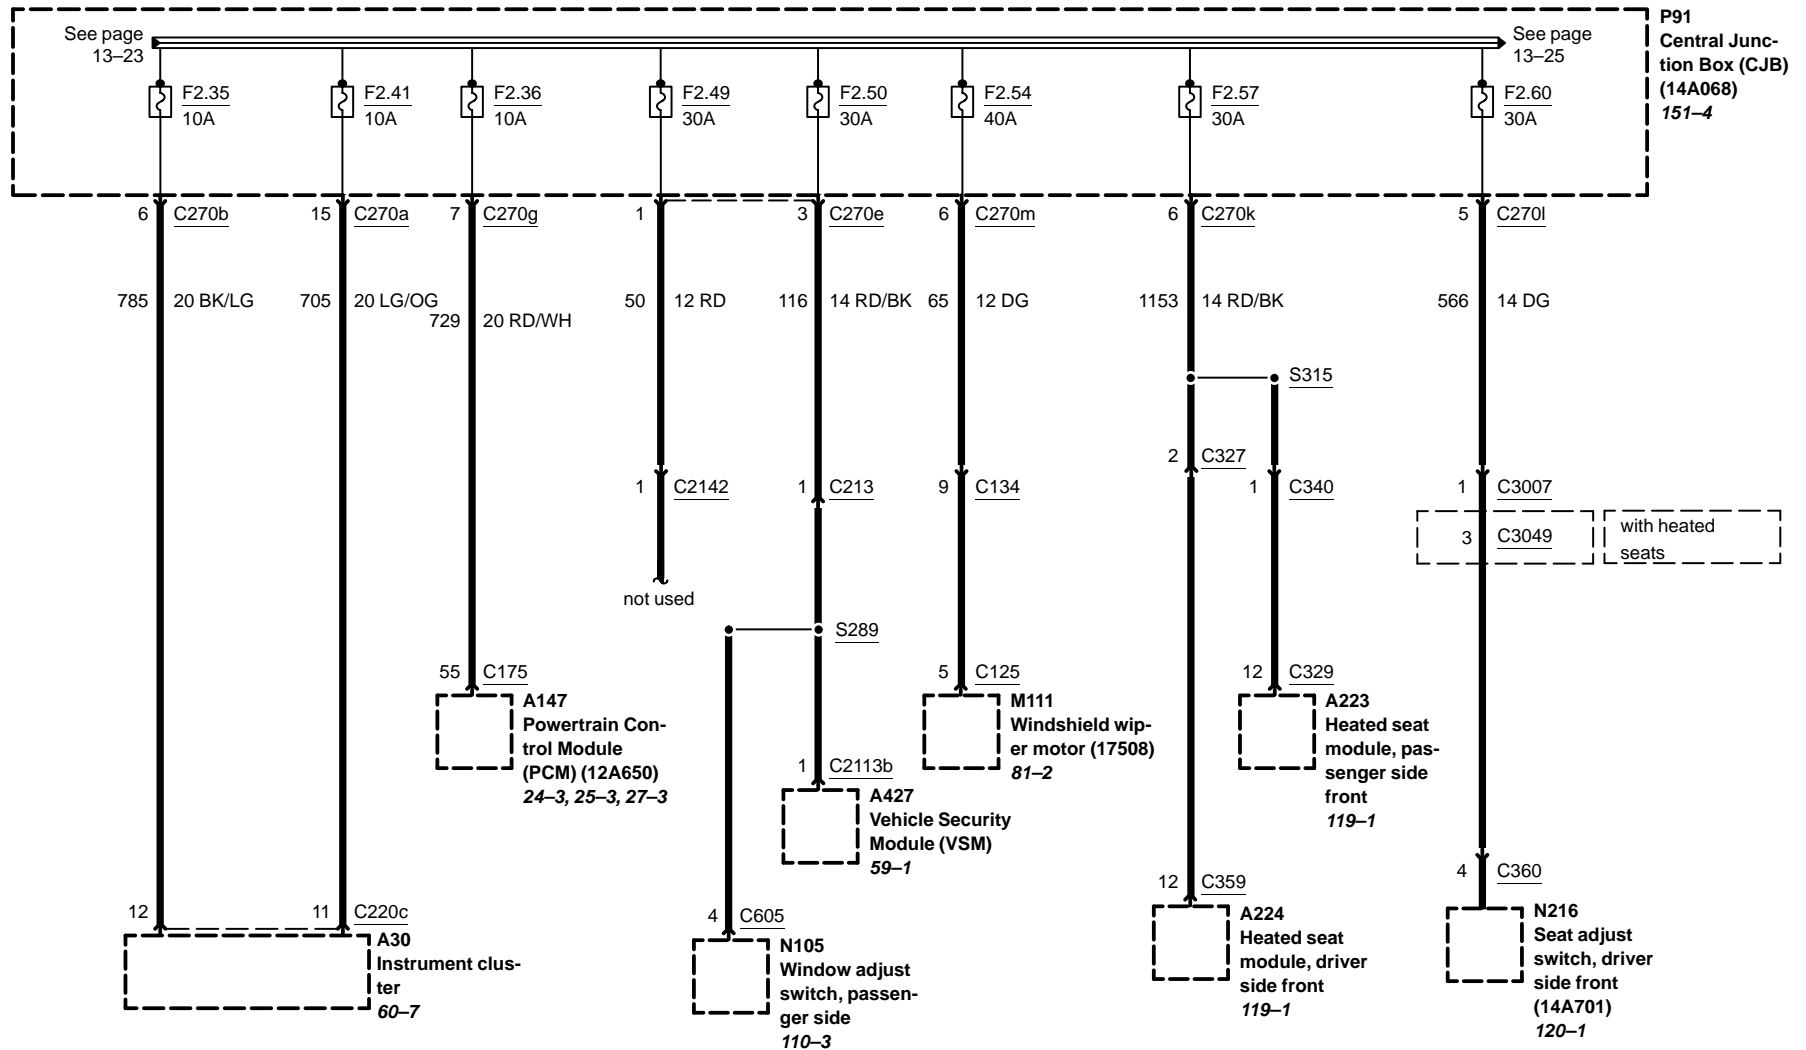 See page
13–23
See page
13–25
P91
Central Junc-
tion Box (CJB)
(14A068)
151–4
F2.35
10A
F2.41
10A
F2.36
10A
F2.49
30A
F2.50
30A
F2.54
40A
F2.57
30A
F2.60
30A
6 C270b
15 C270a
7 C270g
1
3 C270e
6 C270m
6 C270k
5 C270l
785 20 BK/LG
705 20 LG/OG
729 20 RD/WH
50 12 RD
116 14 RD/BK
65 12 DG
1153 14 RD/BK
566 14 DG
S315
2 C327
1 C2142
1 C213
9 C134
1 C340
1 C3007
3 C3049
with heated
seats
not used
S289
55 C175
A147
Powertrain Con-
trol Module
(PCM) (12A650)
24–3, 25–3, 27–3
5 C125
M111
Windshield wip-
er motor (17508)
81–2
12 C329
A223
Heated seat
module, pas-
senger side
front
119–1
1 C2113b
A427
Vehicle Security
Module (VSM)
59–1
12
11 C220c
A30
Instrument clus-
ter
60–7
4 C605
N105
Window adjust
switch, passen-
ger side
110–3
12 C359
A224
Heated seat
module, driver
side front
119–1
4 C360
N216
Seat adjust
switch, driver
side front
(14A701)
120–1